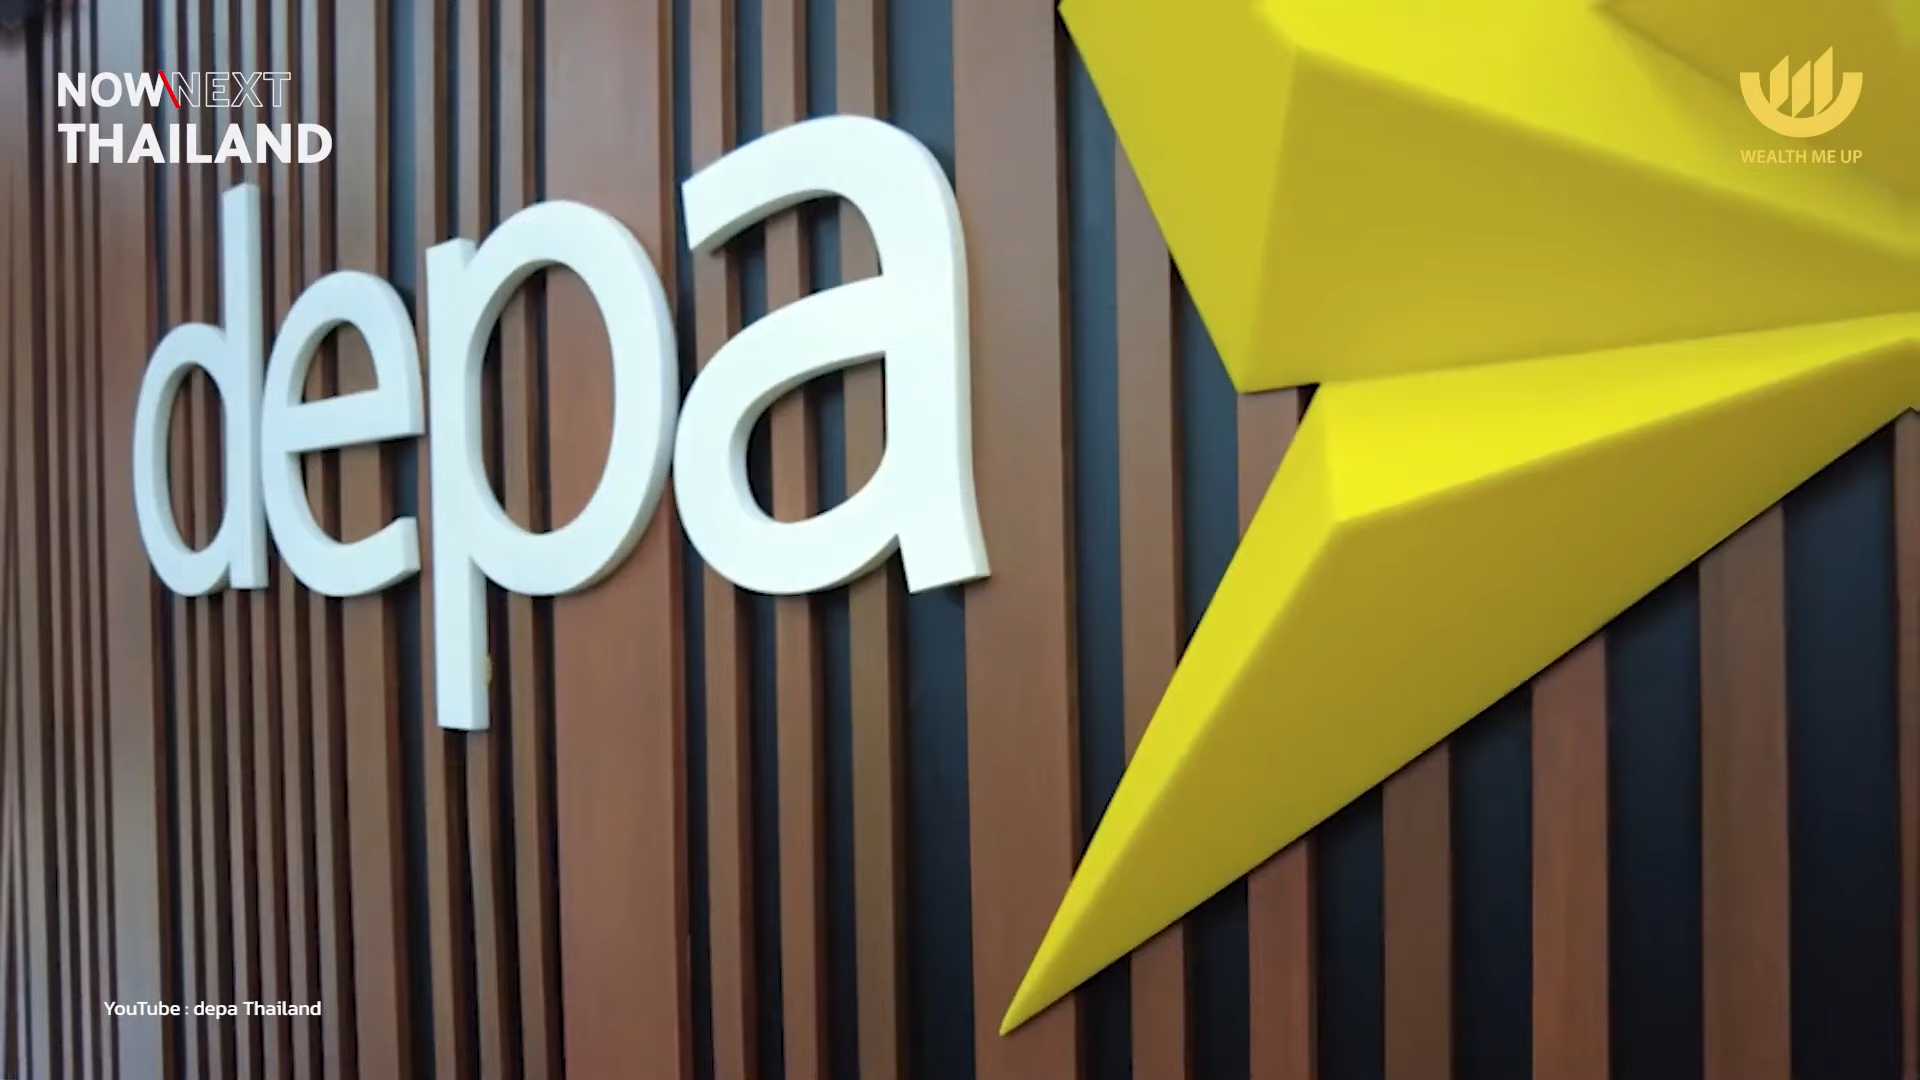 NOW\NEXT
THAILAND
WEALTH ME UP
depa
YouTube : depa Thailand